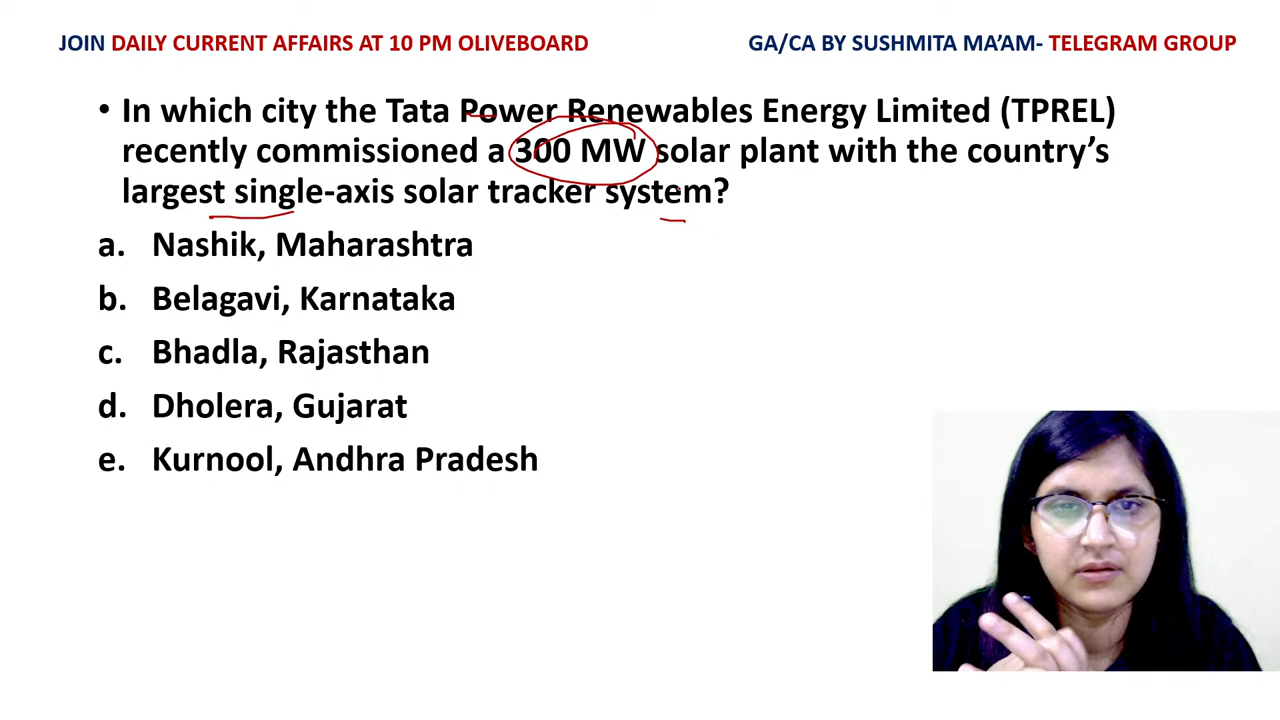 JOIN DAILY CURRENT AFFAIRS AT 10 PM OLIVEBOARD
GA/CA BY SUSHMITA MA’AM- TELEGRAM GROUP
• In which city the Tata Power Renewables Energy Limited (TPREL)
recently commissioned a 300 MW solar plant with the country’s
largest single-axis solar tracker system?
a. Nashik, Maharashtra
b. Belagavi, Karnataka
c. Bhadla, Rajasthan
d. Dholera, Gujarat
e. Kurnool, Andhra Pradesh